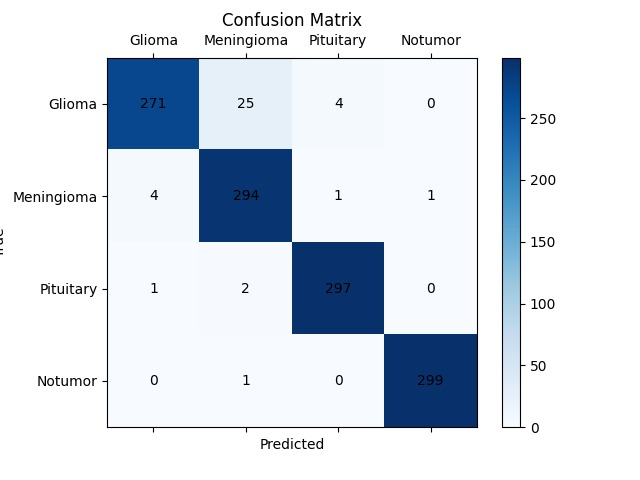 Confusion Matrix
Glioma Meningioma Pituitary Notumor
Glioma 271 25 4 0
Meningioma 4 294 1 1
Pituitary 1 2 297 0
Notumor 0 1 0 299
Predicted
250
200
150
100
50
0